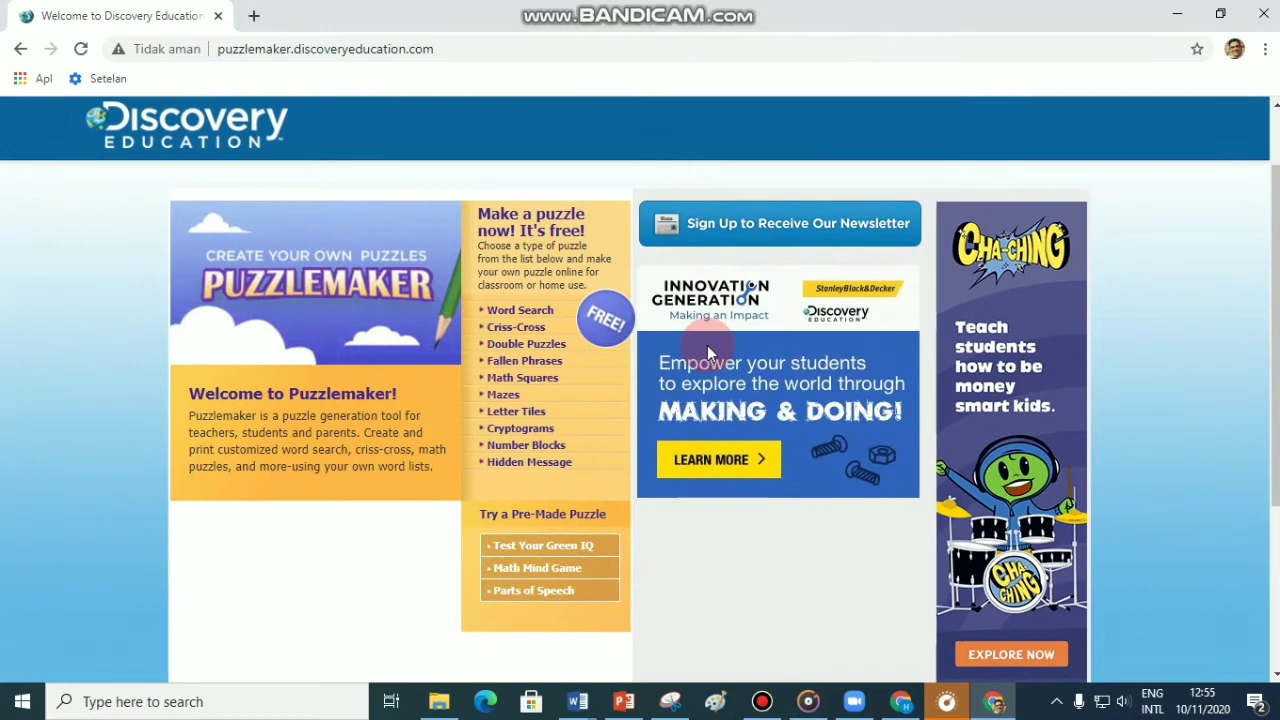 Welcome to Discovery Education
www.BANDICAM.com
Tidak aman
puzzlemaker.discoveryeducation.com
Apl
Setelan
Discovery
EDUCATION
CREATE YOUR OWN PUZZLES
PUZZLEMAKER
Welcome to Puzzlemaker!
Puzzlemaker is a puzzle generation tool for
teachers, students and parents. Create and
print customized word search, criss-cross, math
puzzles, and more-using your own word lists.
Make a puzzle
now! It's free!
Choose a type of puzzle
from the list below and make
your own puzzle online for
classroom or home use.
FREE!
Word Search
Criss-Cross
Double Puzzles
Fallen Phrases
Math Squares
Mazes
Letter Tiles
Cryptograms
Number Blocks
Hidden Message
Try a Pre-Made Puzzle
Test Your Green IQ
Math Mind Game
Parts of Speech
Sign Up to Receive Our Newsletter
INNOVATION
GENERATION
Making an Impact
StanleyBlack&Decker
Discovery
EDUCATION
Empower your students
to explore the world through
MAKING & DOING!
LEARN MORE
CHA-CHING
Teach
students
how to be
money
smart kids.
CHA-
CHING
EXPLORE NOW
Type here to search
ENG
INTL
12:55
10/11/2020
2